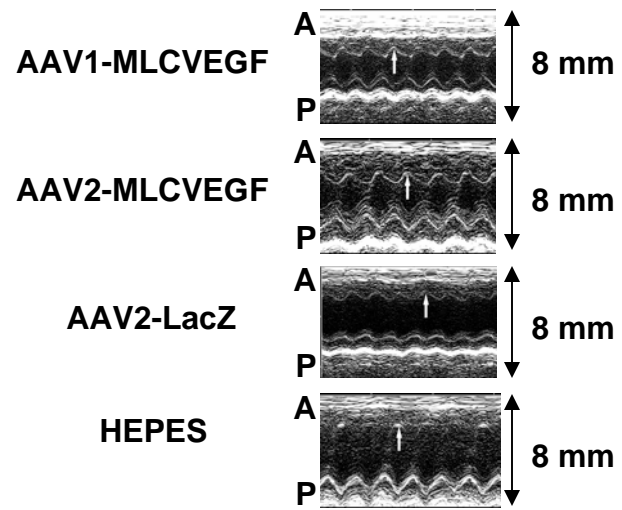 A
AAV1-MLCVEGF
8 mm
P
A
AAV2-MLCVEGF
8 mm
P
A
AAV2-LacZ
8 mm
P
A
HEPES
8 mm
P